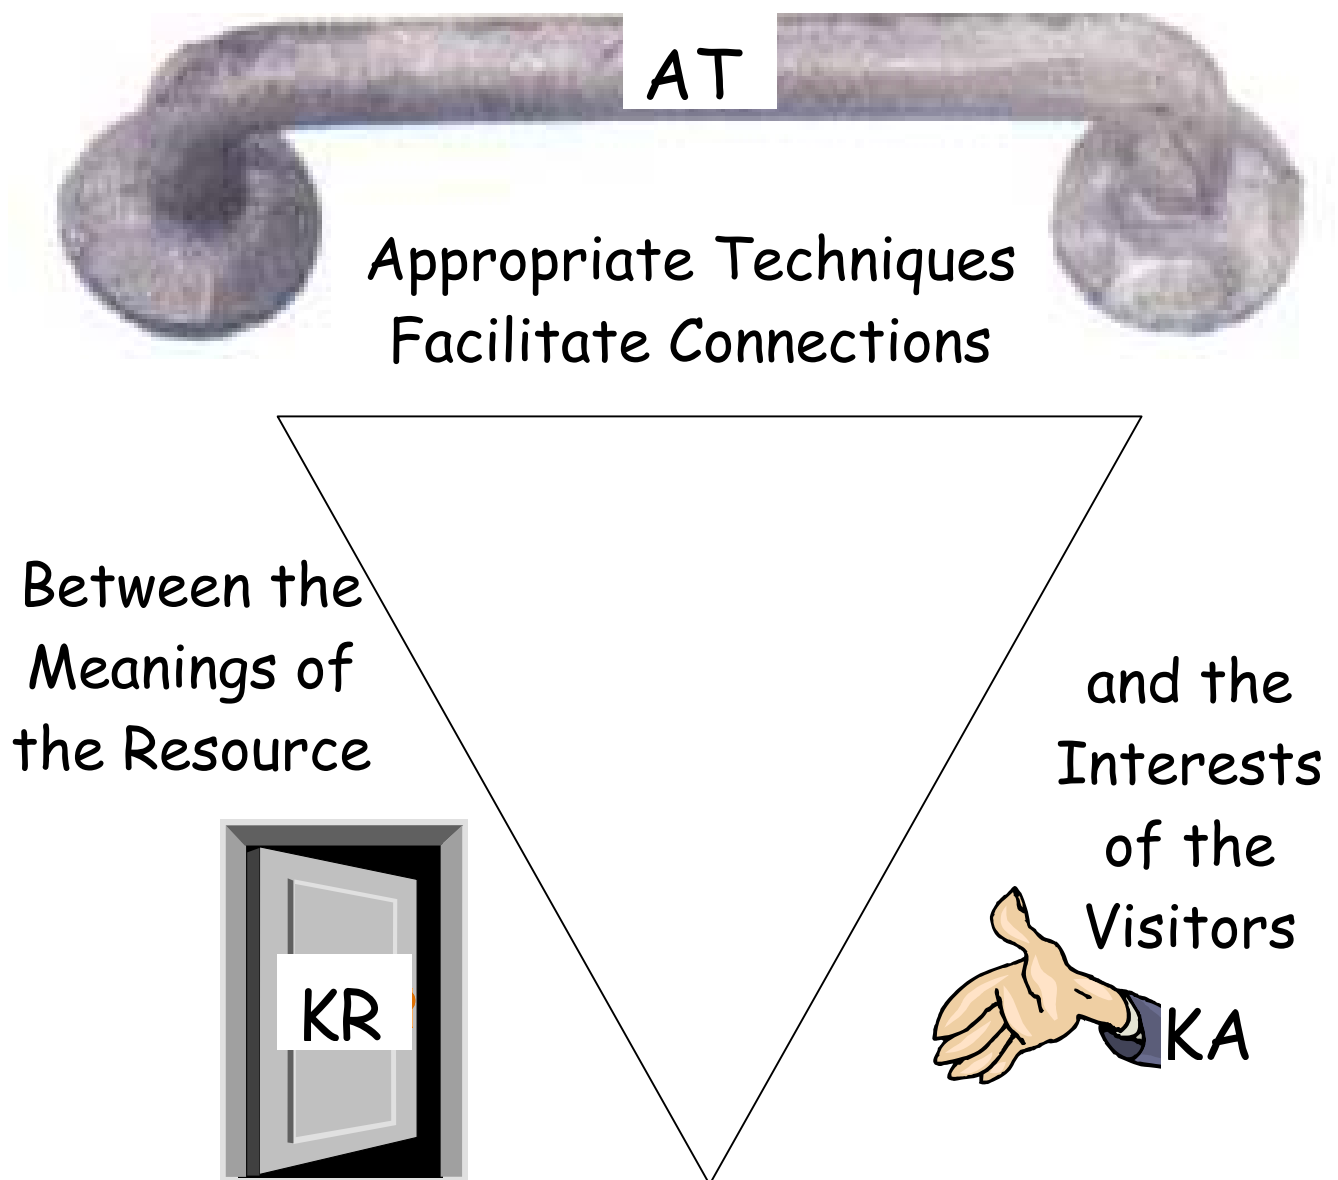 AT
Appropriate Techniques
Facilitate Connections
Between the
Meanings of
the Resource
KR
and the
Interests
of the
Visitors
KA